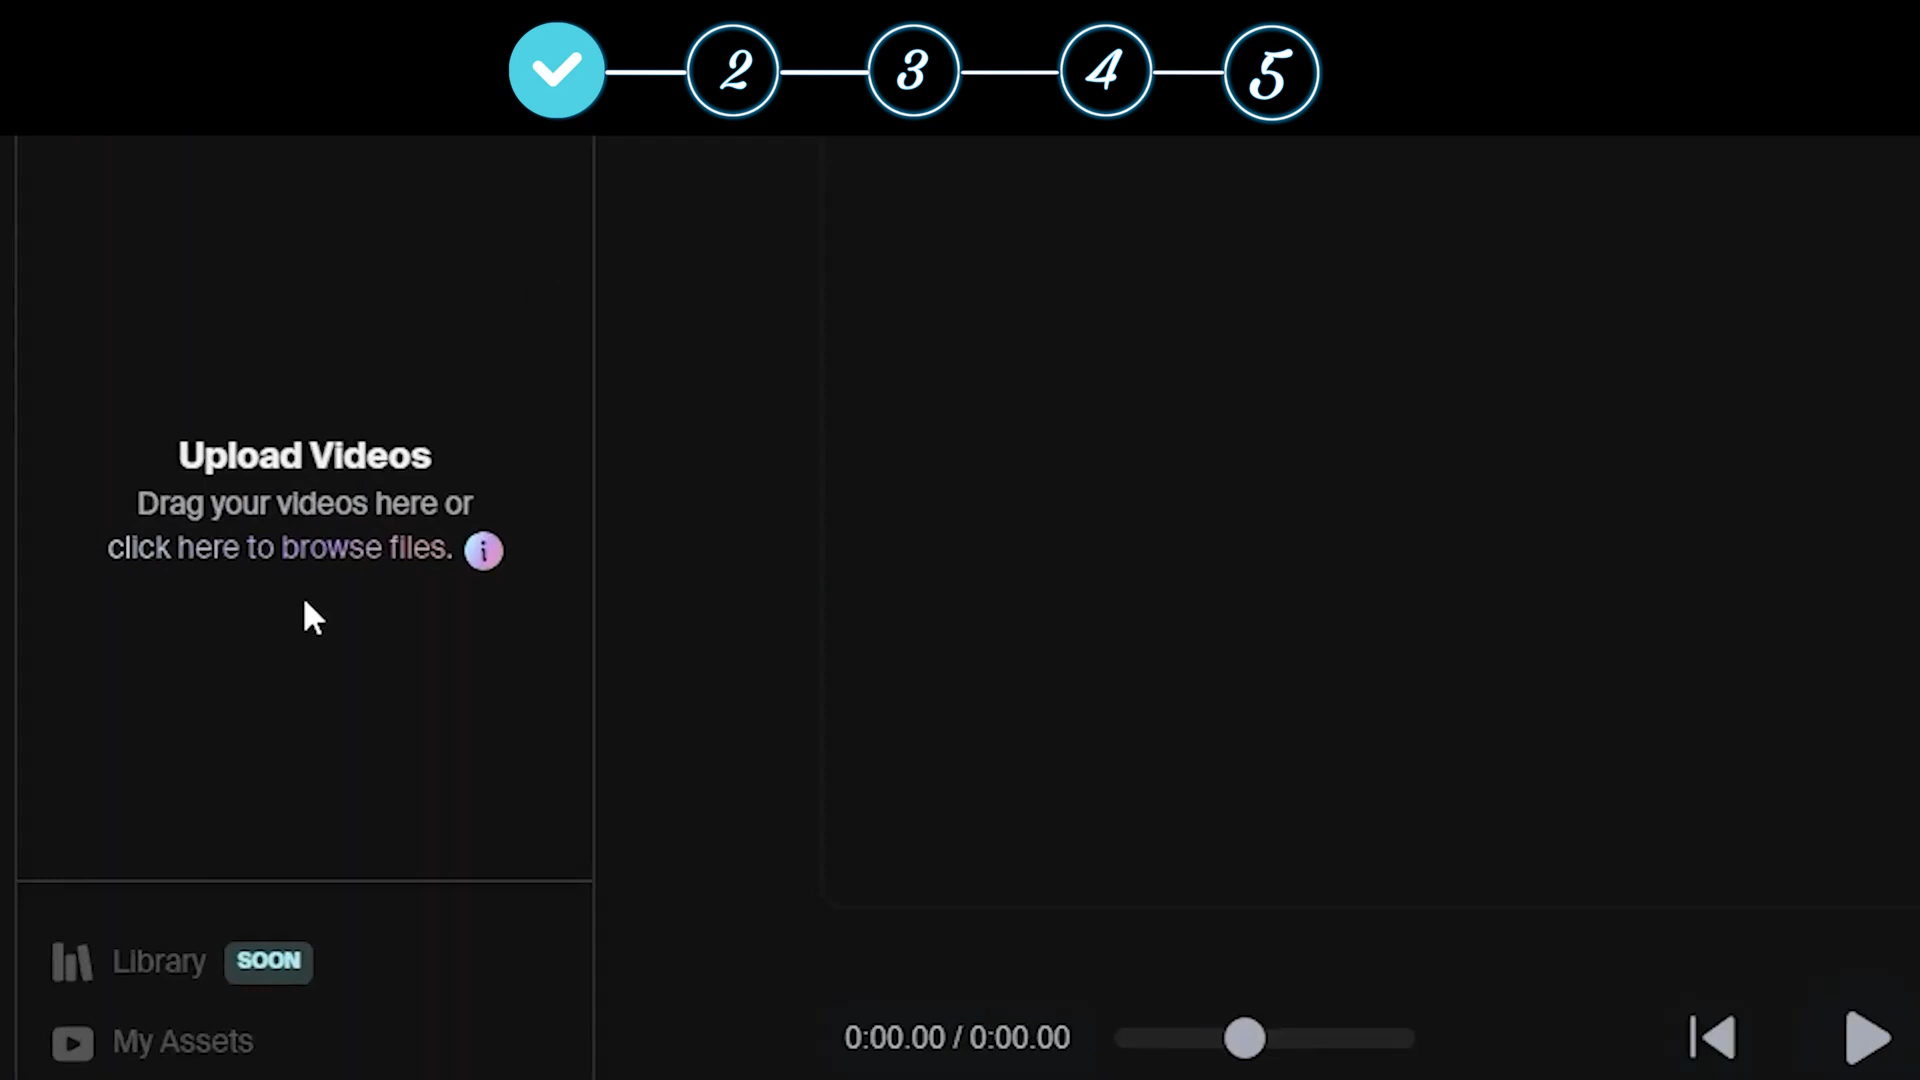 2 3 4 5
Upload Videos
Drag your videos here or
click here to browse files. i
Library SOON
My Assets
0:00.00 / 0:00.00